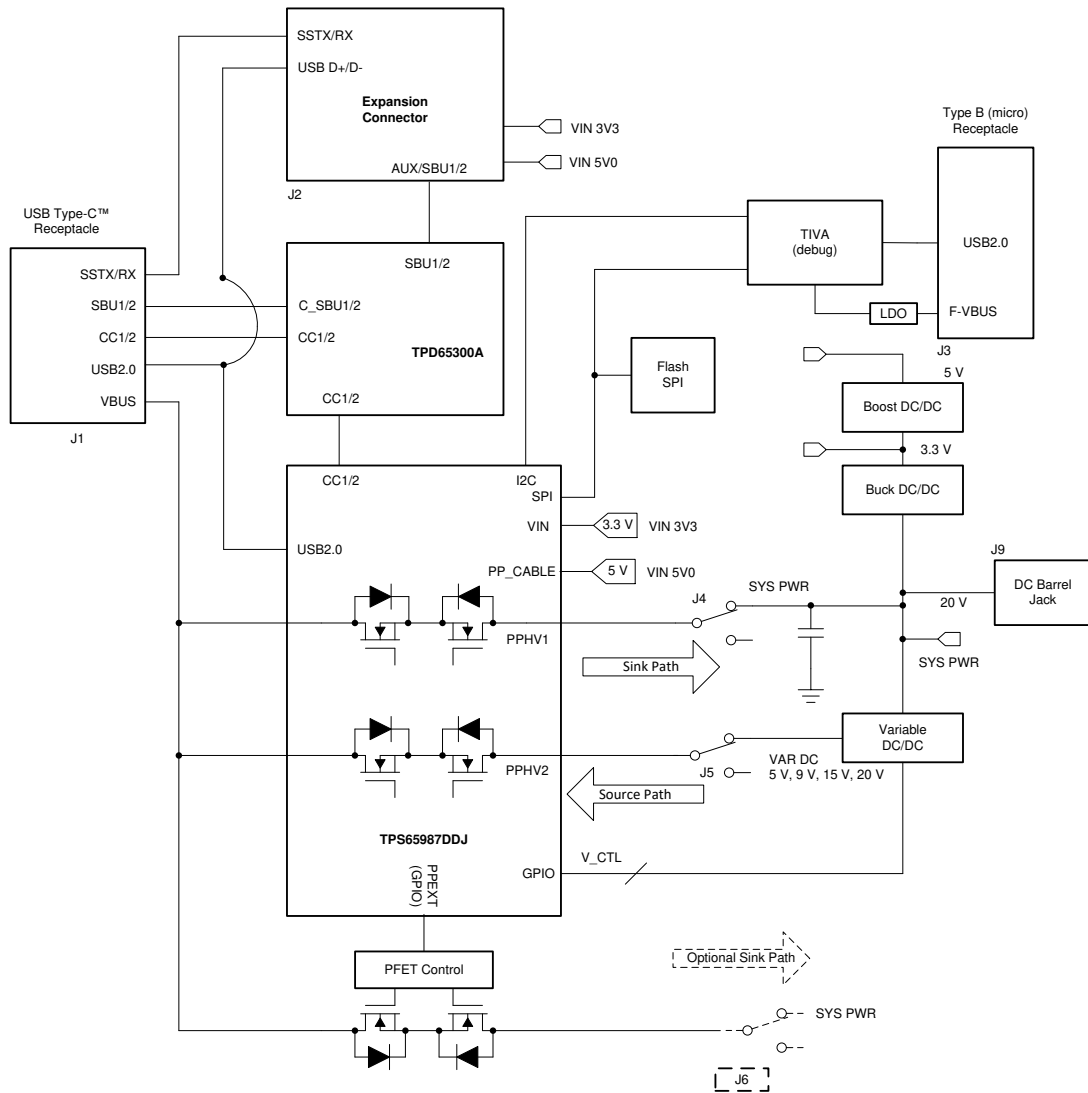 SSTX/RX
USB D+/D-
Expansion
Connector
VIN 3V3
VIN 5V0
AUX/SBU1/2
J2
Type B (micro)
Receptacle
USB2.0
F-VBUS
J3
TIVA
(debug)
LDO
USB Type-C™
Receptacle
SSTX/RX
SBU1/2
CC1/2
USB2.0
VBUS
J1
SBU1/2
C_SBU1/2
CC1/2
TPD65300A
CC1/2
Flash
SPI
5 V
Boost DC/DC
3.3 V
Buck DC/DC
CC1/2
I2C
SPI
VIN
3.3 V
VIN 3V3
USB2.0
PP_CABLE
5 V
VIN 5V0
J9
DC Barrel
Jack
20 V
SYS PWR
J4
SYS PWR
PPHV1
Sink Path
Variable
DC/DC
PPHV2
J5
VAR DC
5 V, 9 V, 15 V, 20 V
Source Path
TPS65987DDJ
V_CTL
GPIO
PPEXT
(GPIO)
PFET Control
Optional Sink Path
SYS PWR
J6